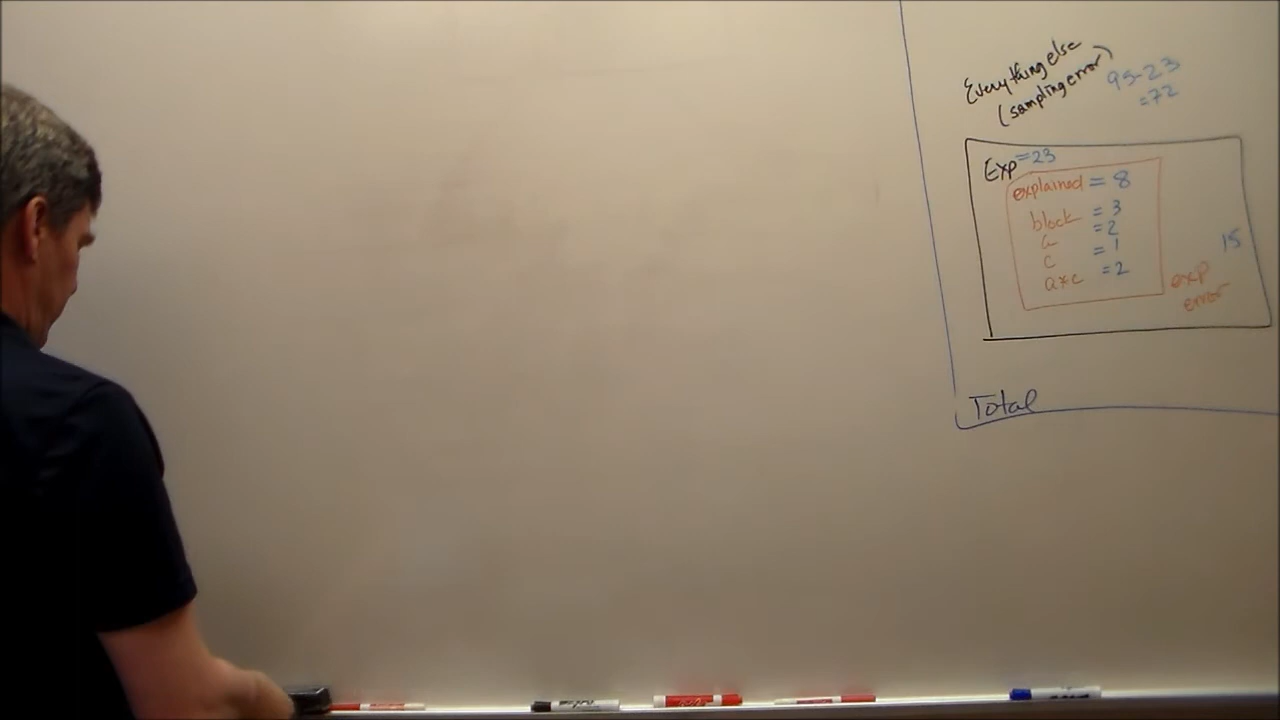 Everything else
(sampling error)
95-23
=72
Exp =23
explained = 8
block = 3
a =2
c =1
a*c =2
15
exp
error
Total